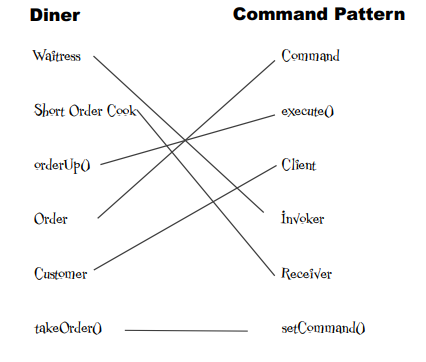 Diner Command Pattern
Waitress Command
Short Order Cook execute()
orderUp() Client
Order Invoker
Customer Receiver
takeOrder() setCommand()